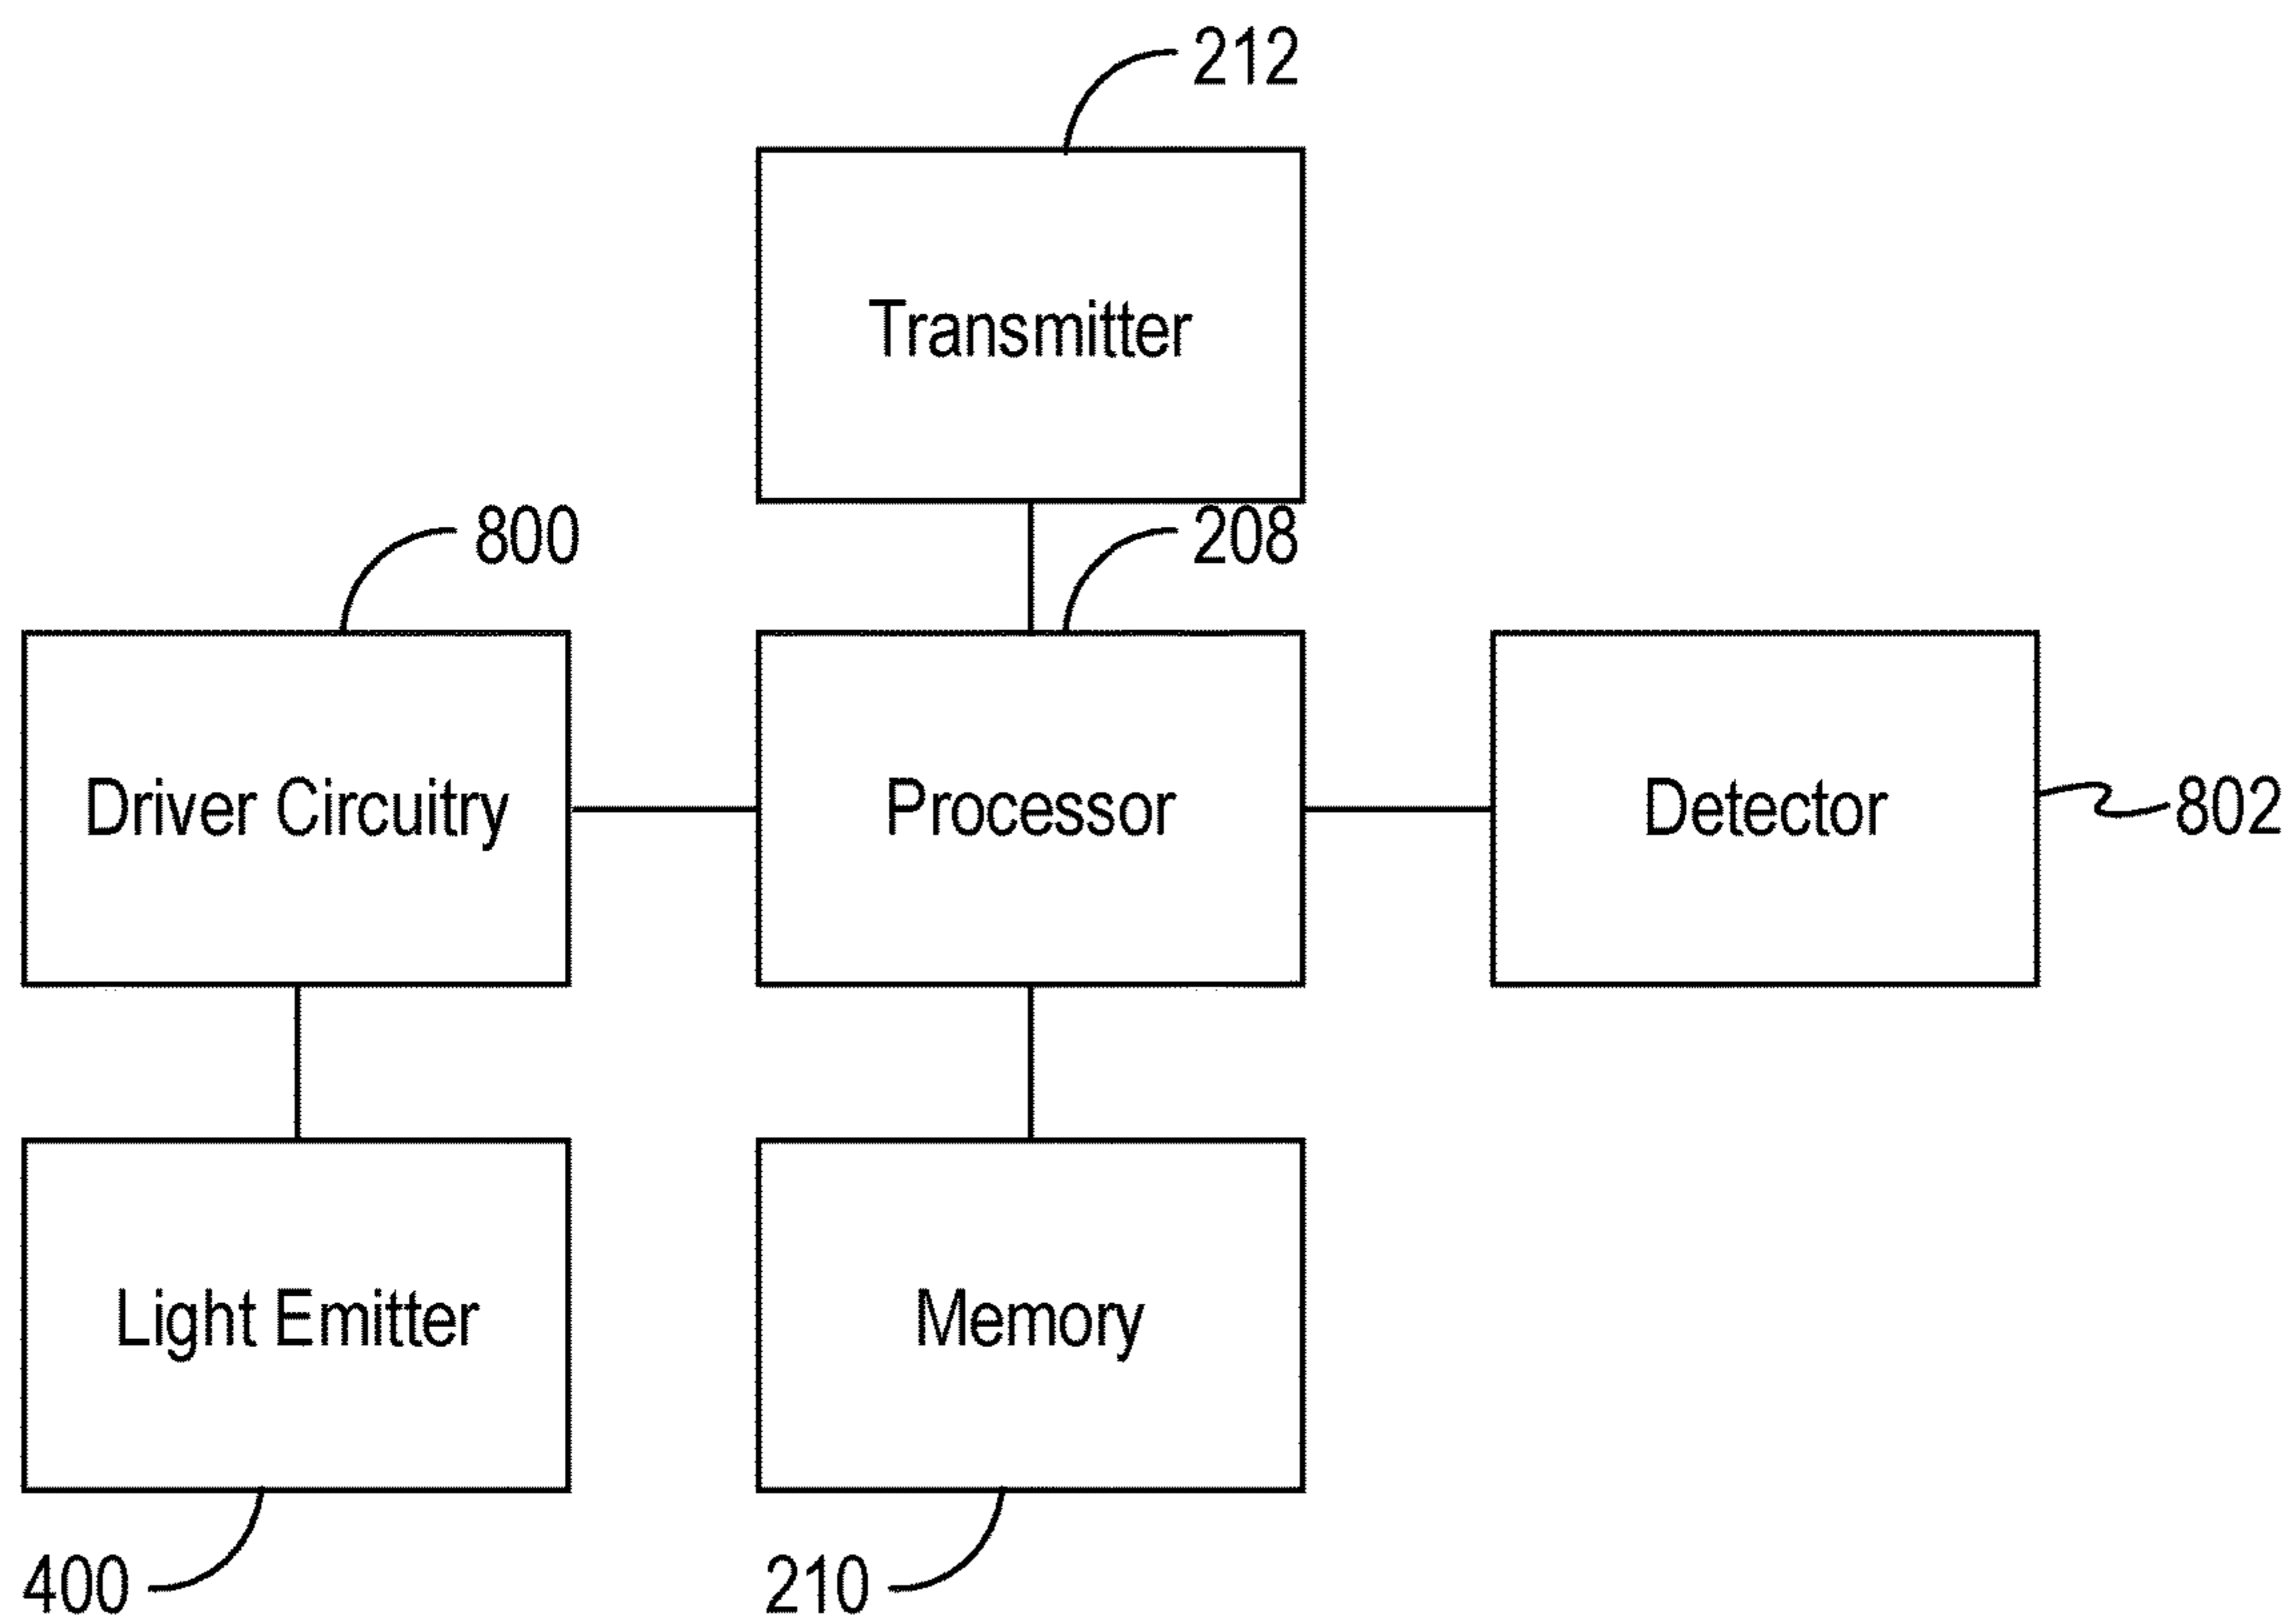 212
Transmitter
800
208
Driver Circuitry
Processor
Detector
802
Light Emitter
Memory
400
210